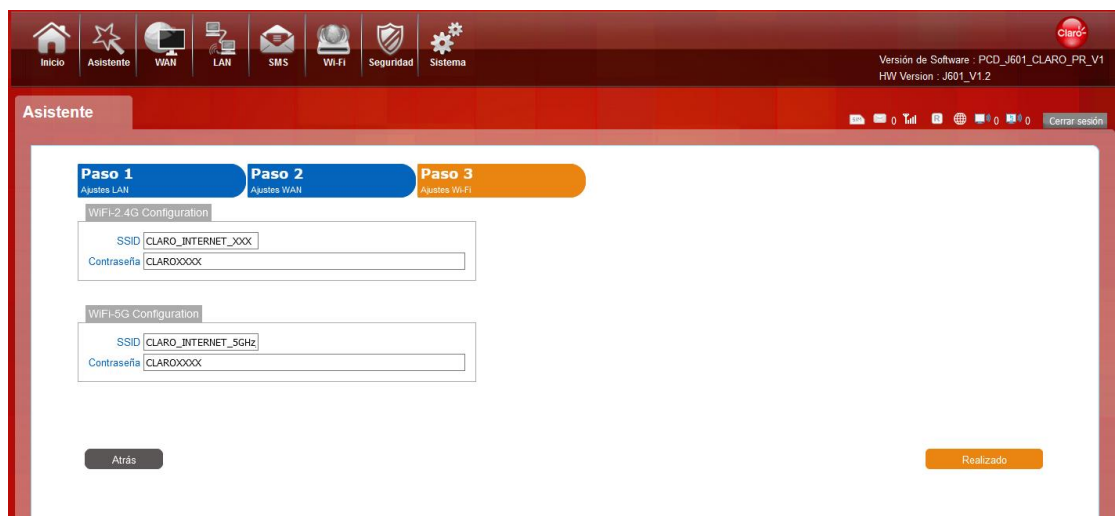 Claro
Inicio Asistente WAN LAN SMS Wi-Fi Seguridad Sistema
Versión de Software : PCD_J601_CLARO_PR_V1
HW Version : J601_V1.2
Asistente
SIM 0 R 0 0 Cerrar sesión
Paso 1 Paso 2 Paso 3
Ajustes LAN Ajustes WAN Ajustes Wi-Fi
WiFi-2.4G Configuration
SSID CLARO_INTERNET_XXX
Contraseña CLAROXXXX
WiFi-5G Configuration
SSID CLARO_INTERNET_5GHz
Contraseña CLAROXXXX
Atrás Realizado